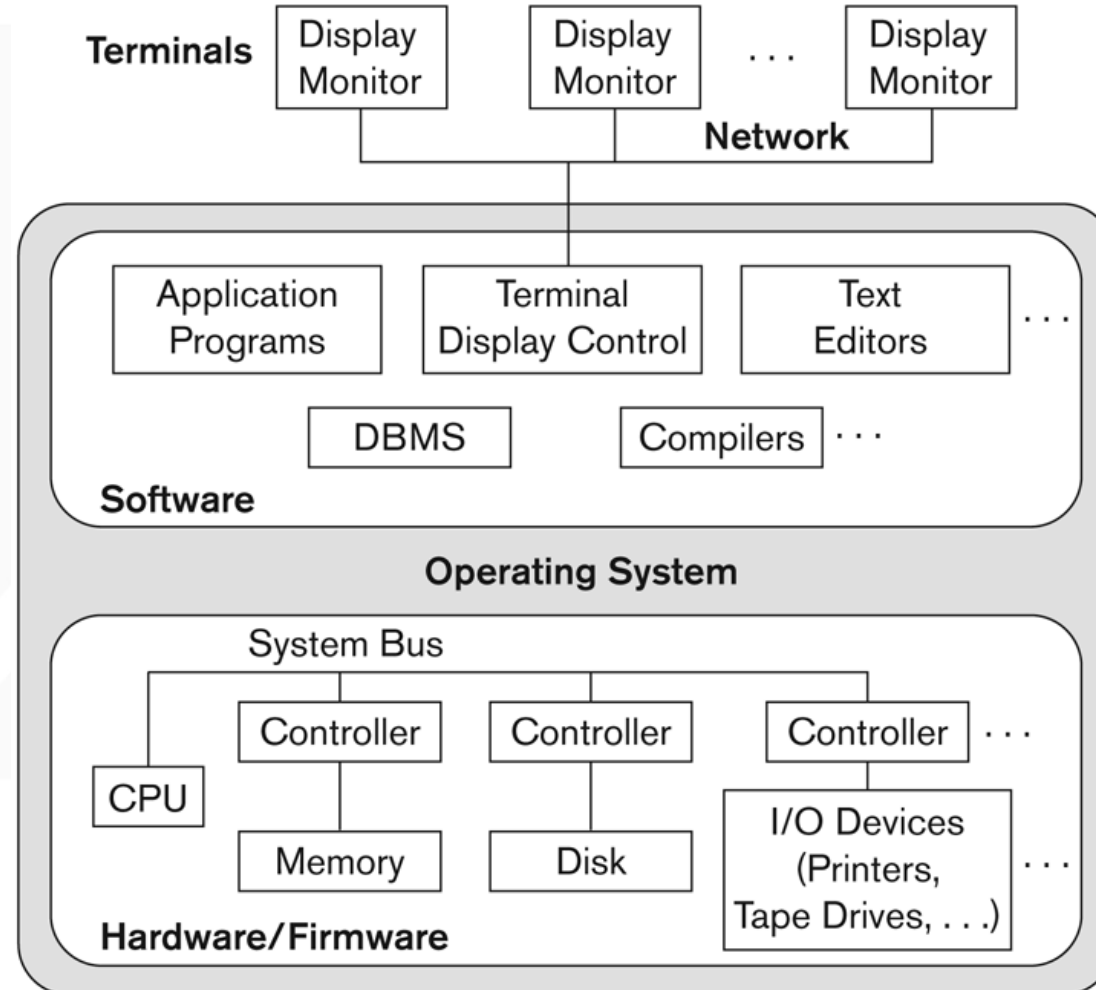 Terminals
Display
Monitor
Display
Monitor
. . .
Display
Monitor
Network
Application
Programs
Terminal
Display Control
Text
Editors
. . .
DBMS
Compilers
. . .
Software
Operating System
System Bus
Controller
Controller
Controller
. . .
CPU
Memory
Disk
I/O Devices
(Printers,
Tape Drives, . . .)
. . .
Hardware/Firmware